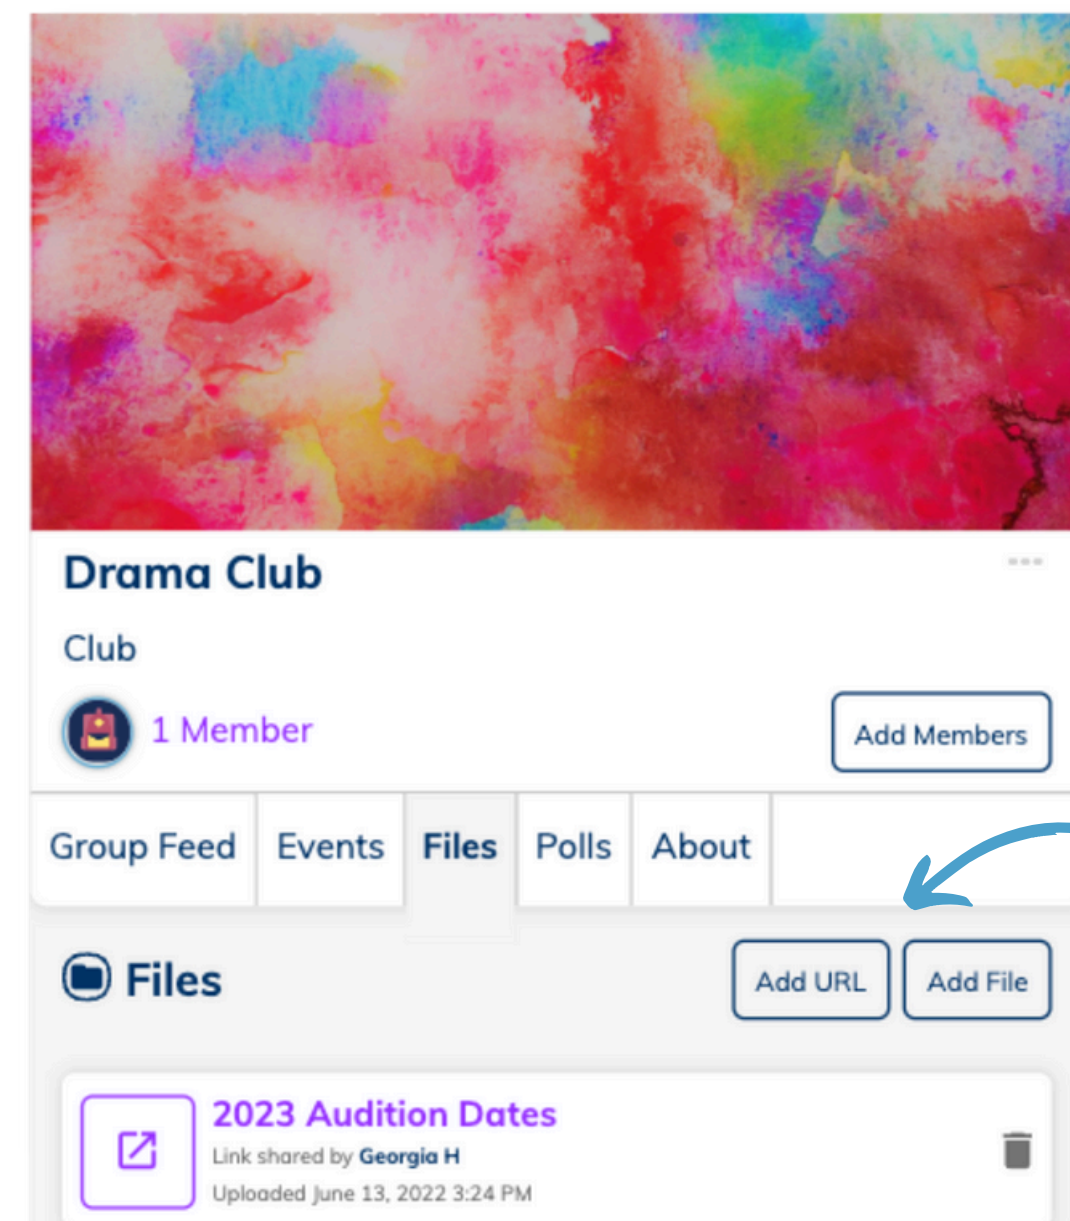 Drama Club
Club
1 Member
Add Members
Group Feed Events Files Polls About
Files
Add URL Add File
2023 Audition Dates
Link shared by Georgia H
Uploaded June 13, 2022 3:24 PM